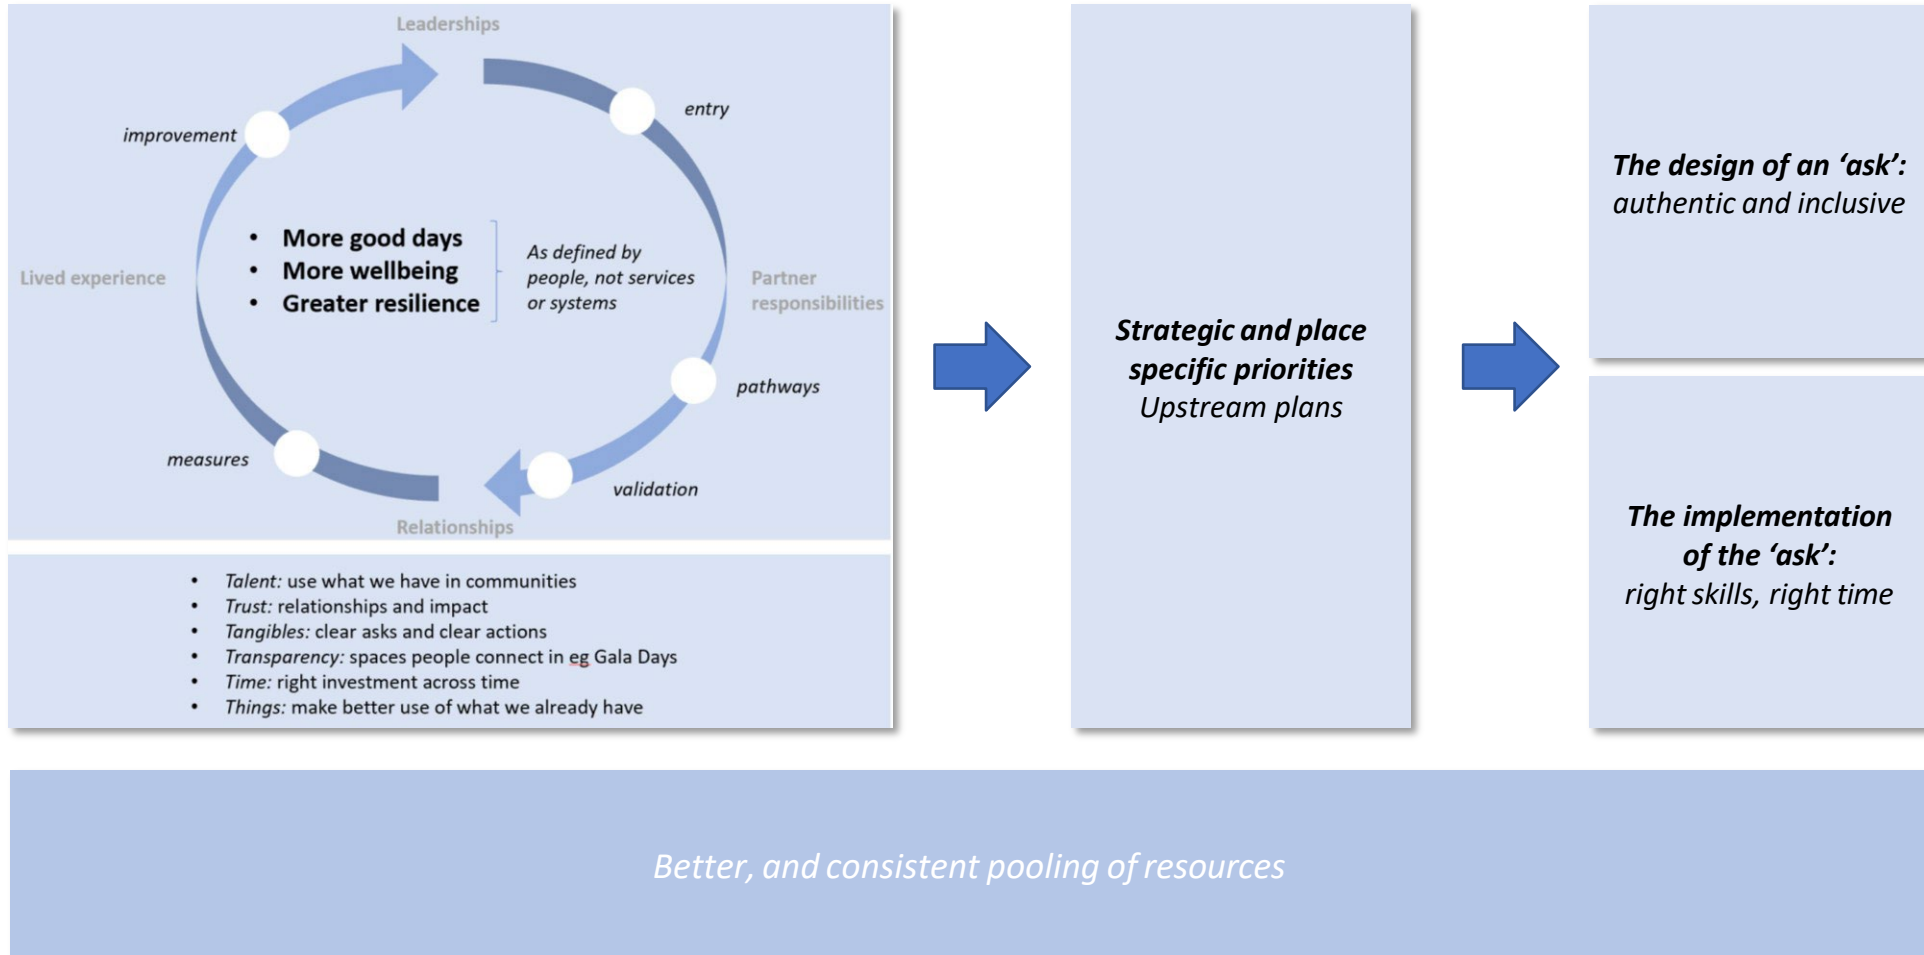 Leaderships
entry
improvement
• More good days
• More wellbeing
• Greater resilience
As defined by
people, not services
or systems
Lived experience
Partner
responsibilities
pathways
measures
validation
Relationships
• Talent: use what we have in communities
• Trust: relationships and impact
• Tangibles: clear asks and clear actions
• Transparency: spaces people connect in eg Gala Days
• Time: right investment across time
• Things: make better use of what we already have
Strategic and place
specific priorities
Upstream plans
The design of an ‘ask’:
authentic and inclusive
The implementation
of the ‘ask’:
right skills, right time
Better, and consistent pooling of resources